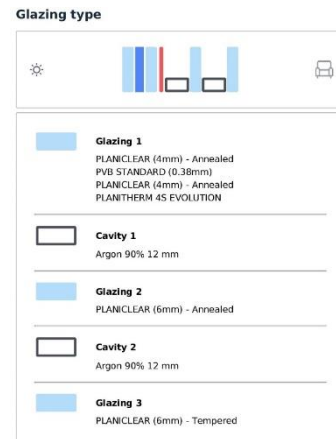 Glazing type
Glazing 1
PLANICLEAR (4mm) - Annealed
PVB STANDARD (0.38mm)
PLANICLEAR (4mm) - Annealed
PLANITHERM 4S EVOLUTION
Cavity 1
Argon 90% 12 mm
Glazing 2
PLANICLEAR (6mm) - Annealed
Cavity 2
Argon 90% 12 mm
Glazing 3
PLANICLEAR (6mm) - Tempered